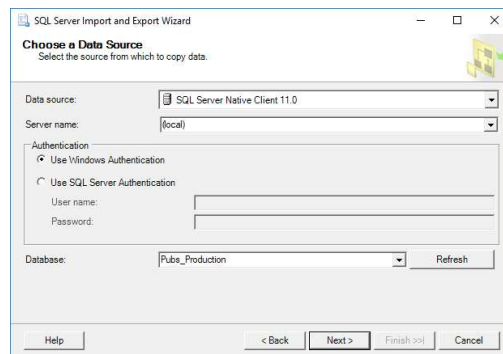 SQL Server Import and Export Wizard
Choose a Data Source
Select the source from which to copy data.
Data source: SQL Server Native Client 11.0
Server name: (local)
Authentication
Use Windows Authentication
Use SQL Server Authentication
User name:
Password:
Database: Pubs_Production Refresh
Help < Back Next > Finish >>| Cancel